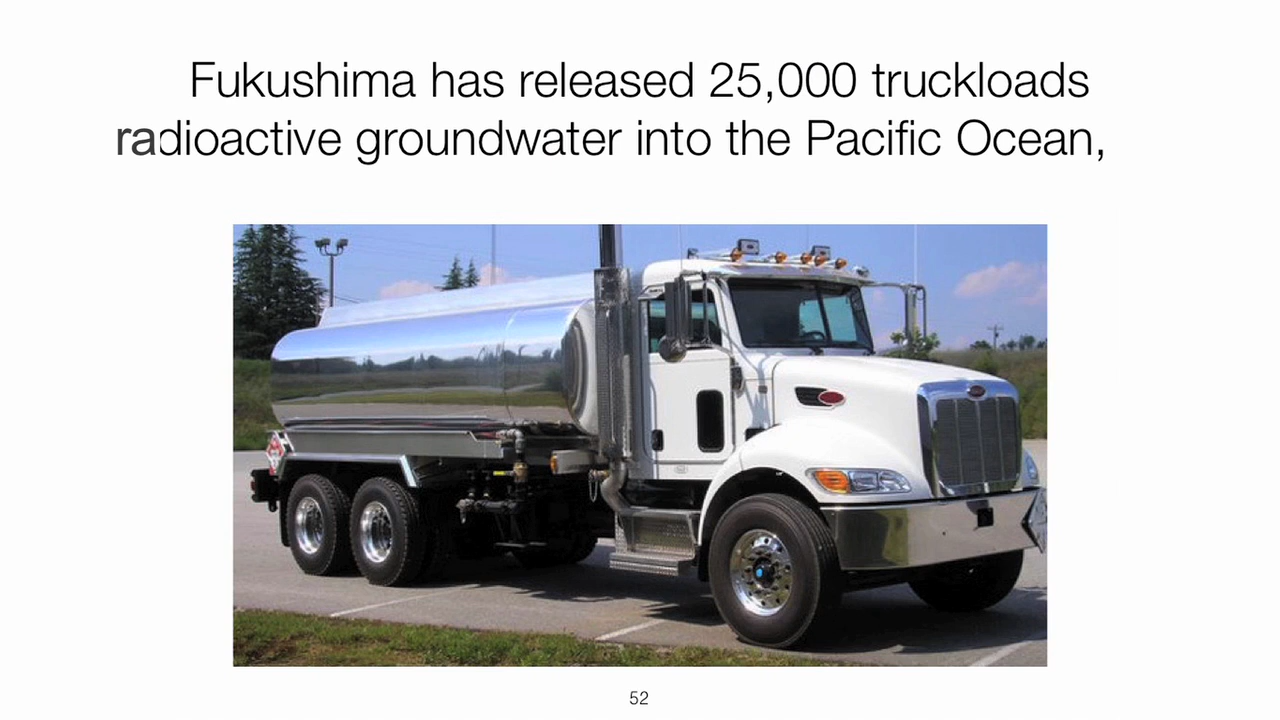 Fukushima has released 25,000 truckloads
radioactive groundwater into the Pacific Ocean,
52